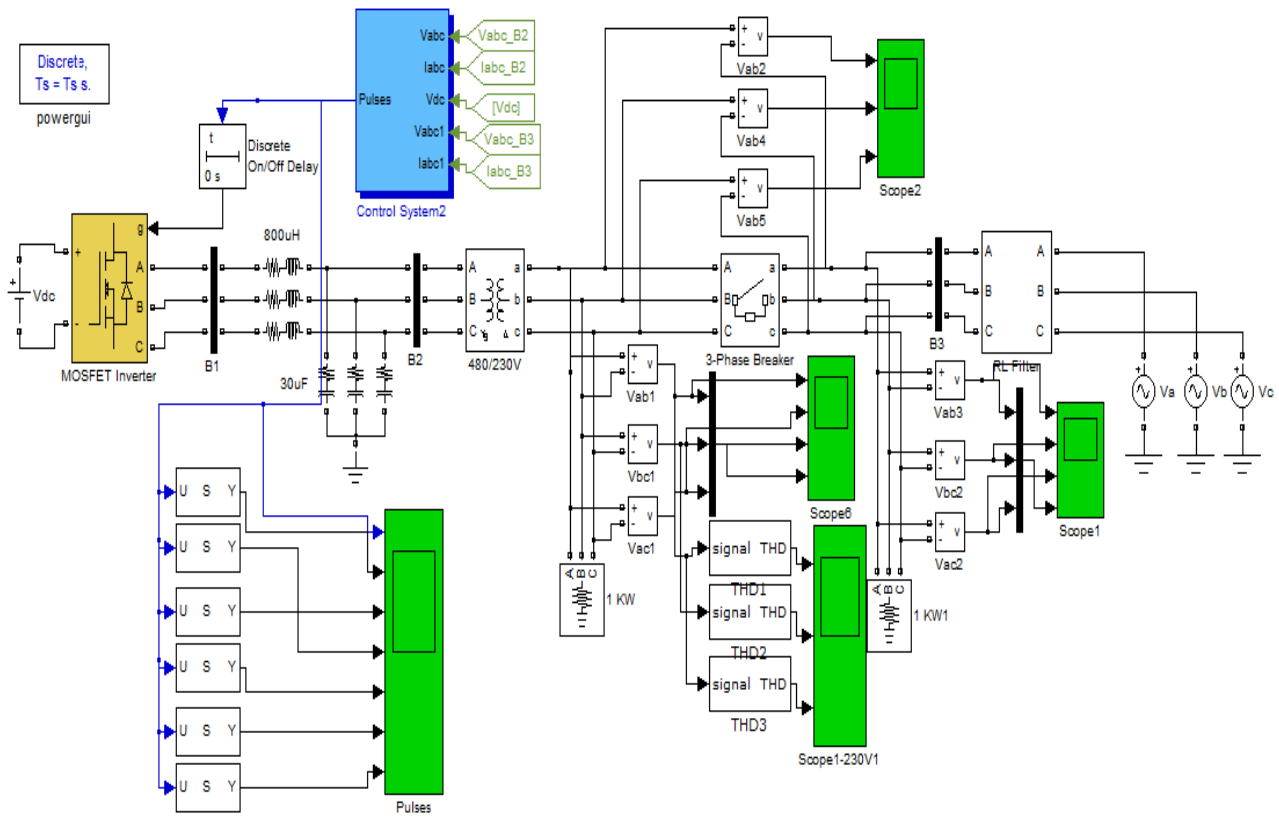 Discrete,
Ts = Ts s.
powergui
t
0 s
Discrete
On/Off Delay
Pulses
Vabc
Iabc
Vdc
Vabc1
Iabc1
Control System2
Vabc_B2
Iabc_B2
[Vdc]
Vabc_B3
Iabc_B3
+ -
v
Vab2
+ -
v
Vab4
+ -
v
Vab5
Scope2
+
Vdc
+
-
g
A
B
C
MOSFET Inverter
B1
800uH
30uF
B2
A
B
C
a
b
c
480/230V
A
B
C
a
b
c
3-Phase Breaker
B3
A
B
C
A
B
C
RL Filter
+
Va
+
Vb
+
Vc
+ -
v
Vab1
+ -
v
Vbc1
+ -
v
Vac1
A B C
1 KW
Scope6
signal THD
THD1
signal THD
THD2
signal THD
THD3
Scope1-230V1
+ -
v
Vab3
+ -
v
Vbc2
+ -
v
Vac2
A B C
1 KW1
Scope1
U S Y
U S Y
U S Y
U S Y
U S Y
U S Y
Pulses